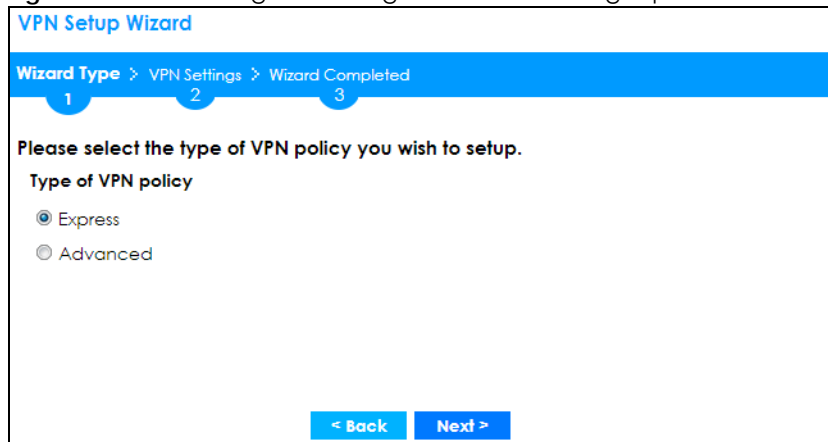 VPN Setup Wizard
Wizard Type > VPN Settings > Wizard Completed
1 2 3
Please select the type of VPN policy you wish to setup.
Type of VPN policy
Express
Advanced
< Back Next >